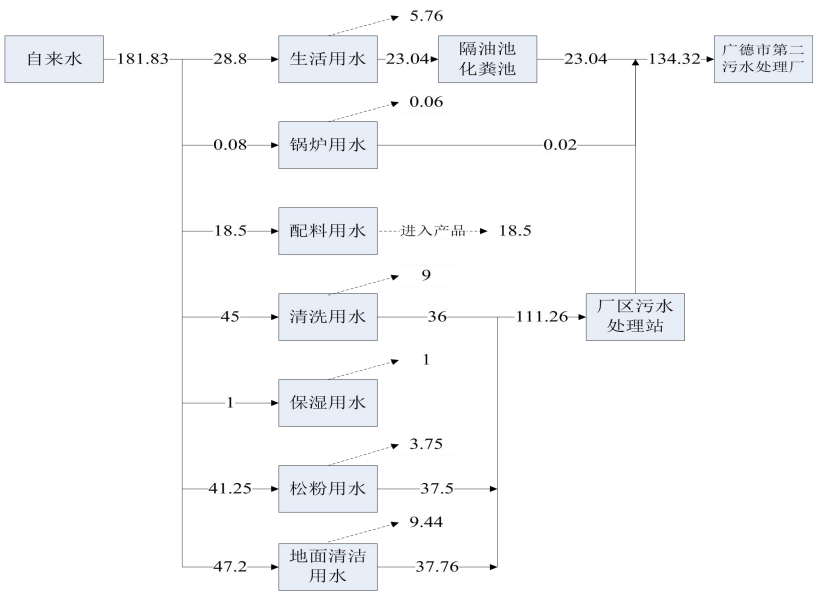 5.76
自来水
181.83
28.8
生活用水
23.04
隔油池
化粪池
23.04
134.32
广德市第二
污水处理厂
0.06
0.08
锅炉用水
0.02
18.5
配料用水
进入产品
18.5
9
45
清洗用水
36
111.26
厂区污水
处理站
1
1
保湿用水
3.75
41.25
松粉用水
37.5
9.44
47.2
地面清洁
用水
37.76